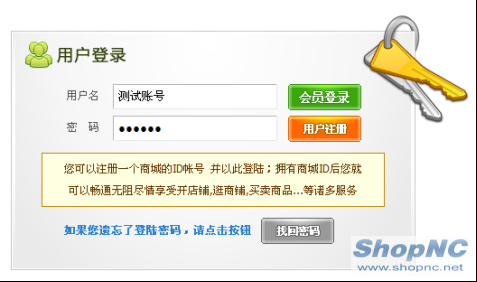 用户登录
用户名 测试账号 会员登录
密 码 ●●●●●● 用户注册
您可以注册一个商城的ID帐号 并以此登陆；拥有商城ID后您就
可以畅通无阻尽情享受开店铺,逛商铺,买卖商品...等诸多服务
如果您遗忘了登陆密码，请点击按钮 找回密码
ShopNC
www.shopnc.net